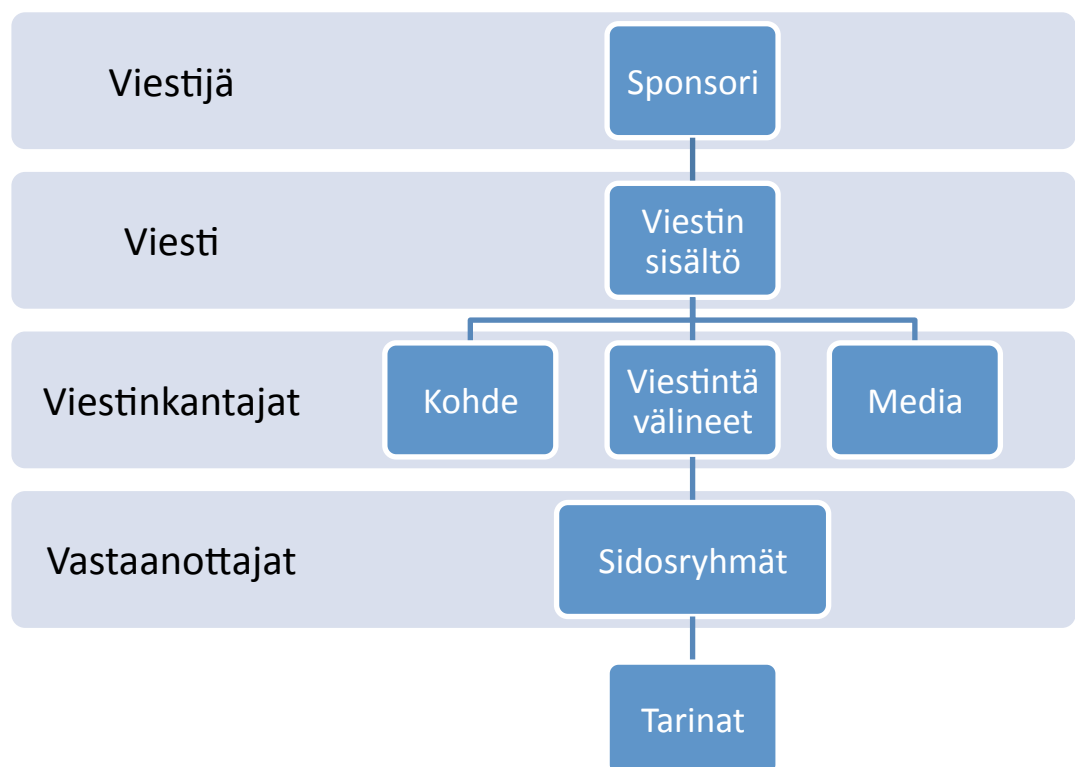 Viestijä
Sponsori
Viesti
Viestin
sisältö
Viestinkantajat
Kohde
Viestintä
välineet
Media
Vastaanottajat
Sidosryhmät
Tarinat